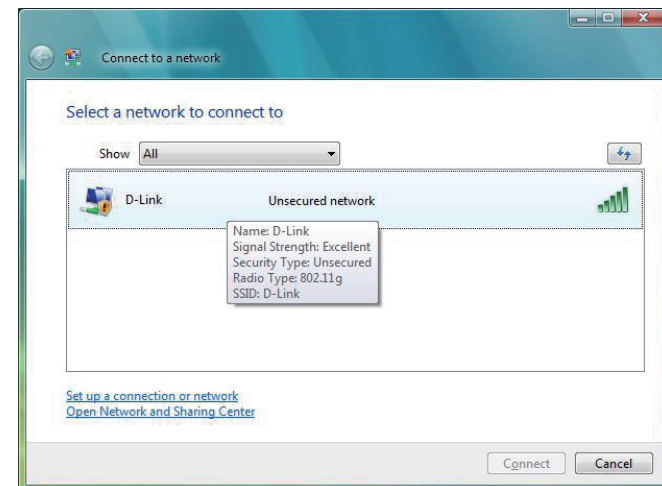 Connect to a network
Select a network to connect to
Show All
D-Link Unsecured network
Name: D-Link
Signal Strength: Excellent
Security Type: Unsecured
Radio Type: 802.11g
SSID: D-Link
Set up a connection or network
Open Network and Sharing Center
Connect Cancel